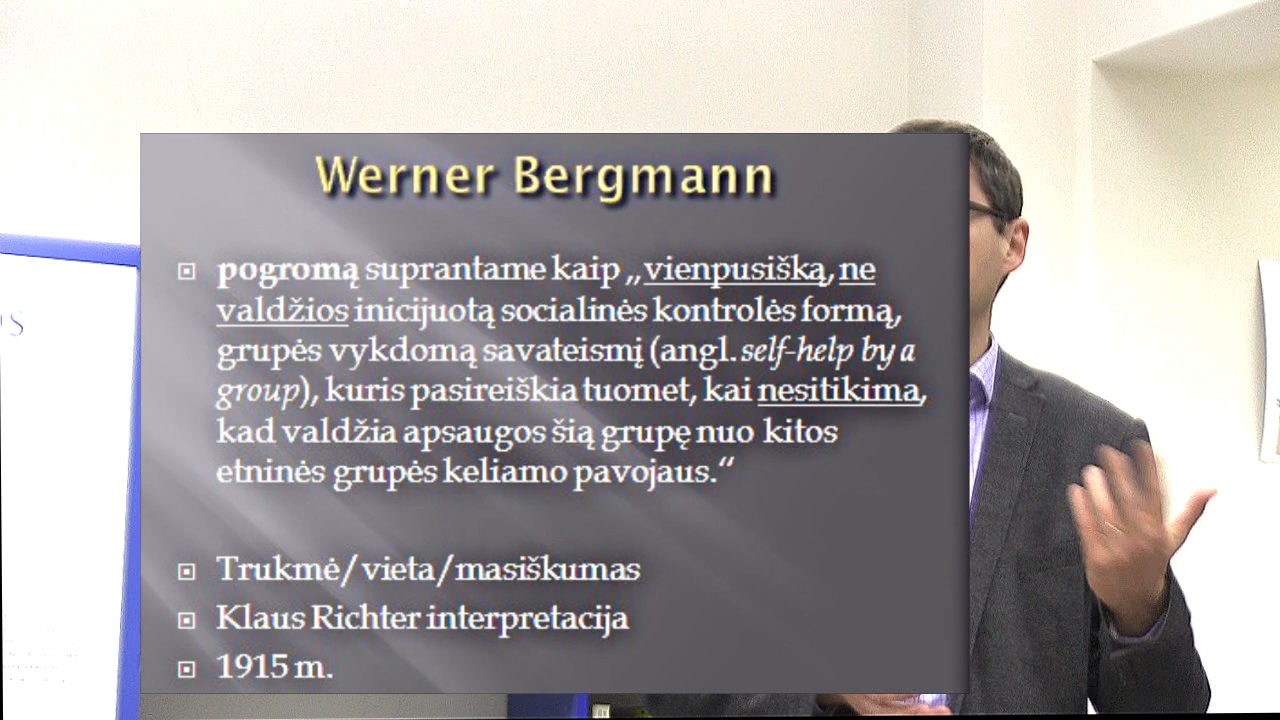 Werner Bergmann
pogromą suprantame kaip „vienpusišką, ne
valdžios inicijuotą socialinės kontrolės formą,
grupės vykdomą savateismį (angl. self-help by a
group), kuris pasireiškia tuomet, kai nesitikima,
kad valdžia apsaugos šią grupę nuo kitos
etninės grupės keliamo pavojaus.“
Trukmė/vieta/masiškumas
Klaus Richter interpretacija
1915 m.